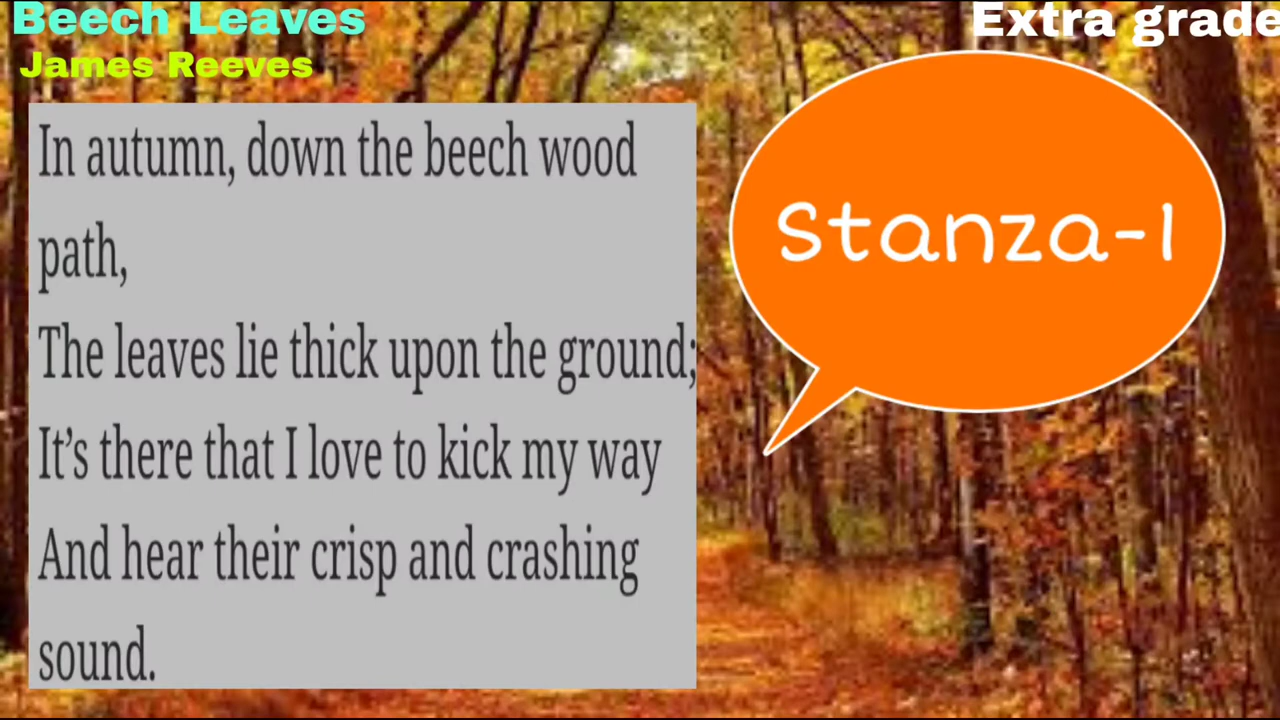 Beech Leaves
James Reeves
Extra grade
In autumn, down the beech wood
path,
The leaves lie thick upon the ground;
It’s there that I love to kick my way
And hear their crisp and crashing
sound.
Stanza-1